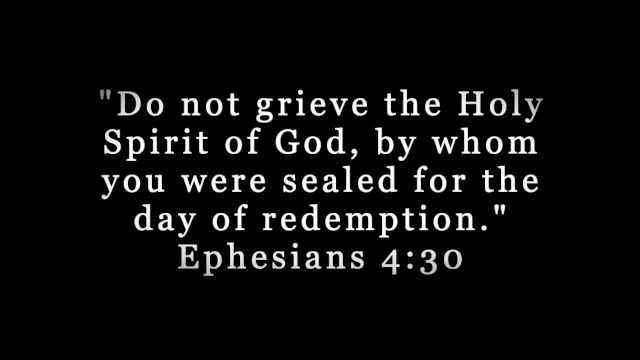 "Do not grieve the Holy
Spirit of God, by whom
you were sealed for the
day of redemption."
Ephesians 4:30